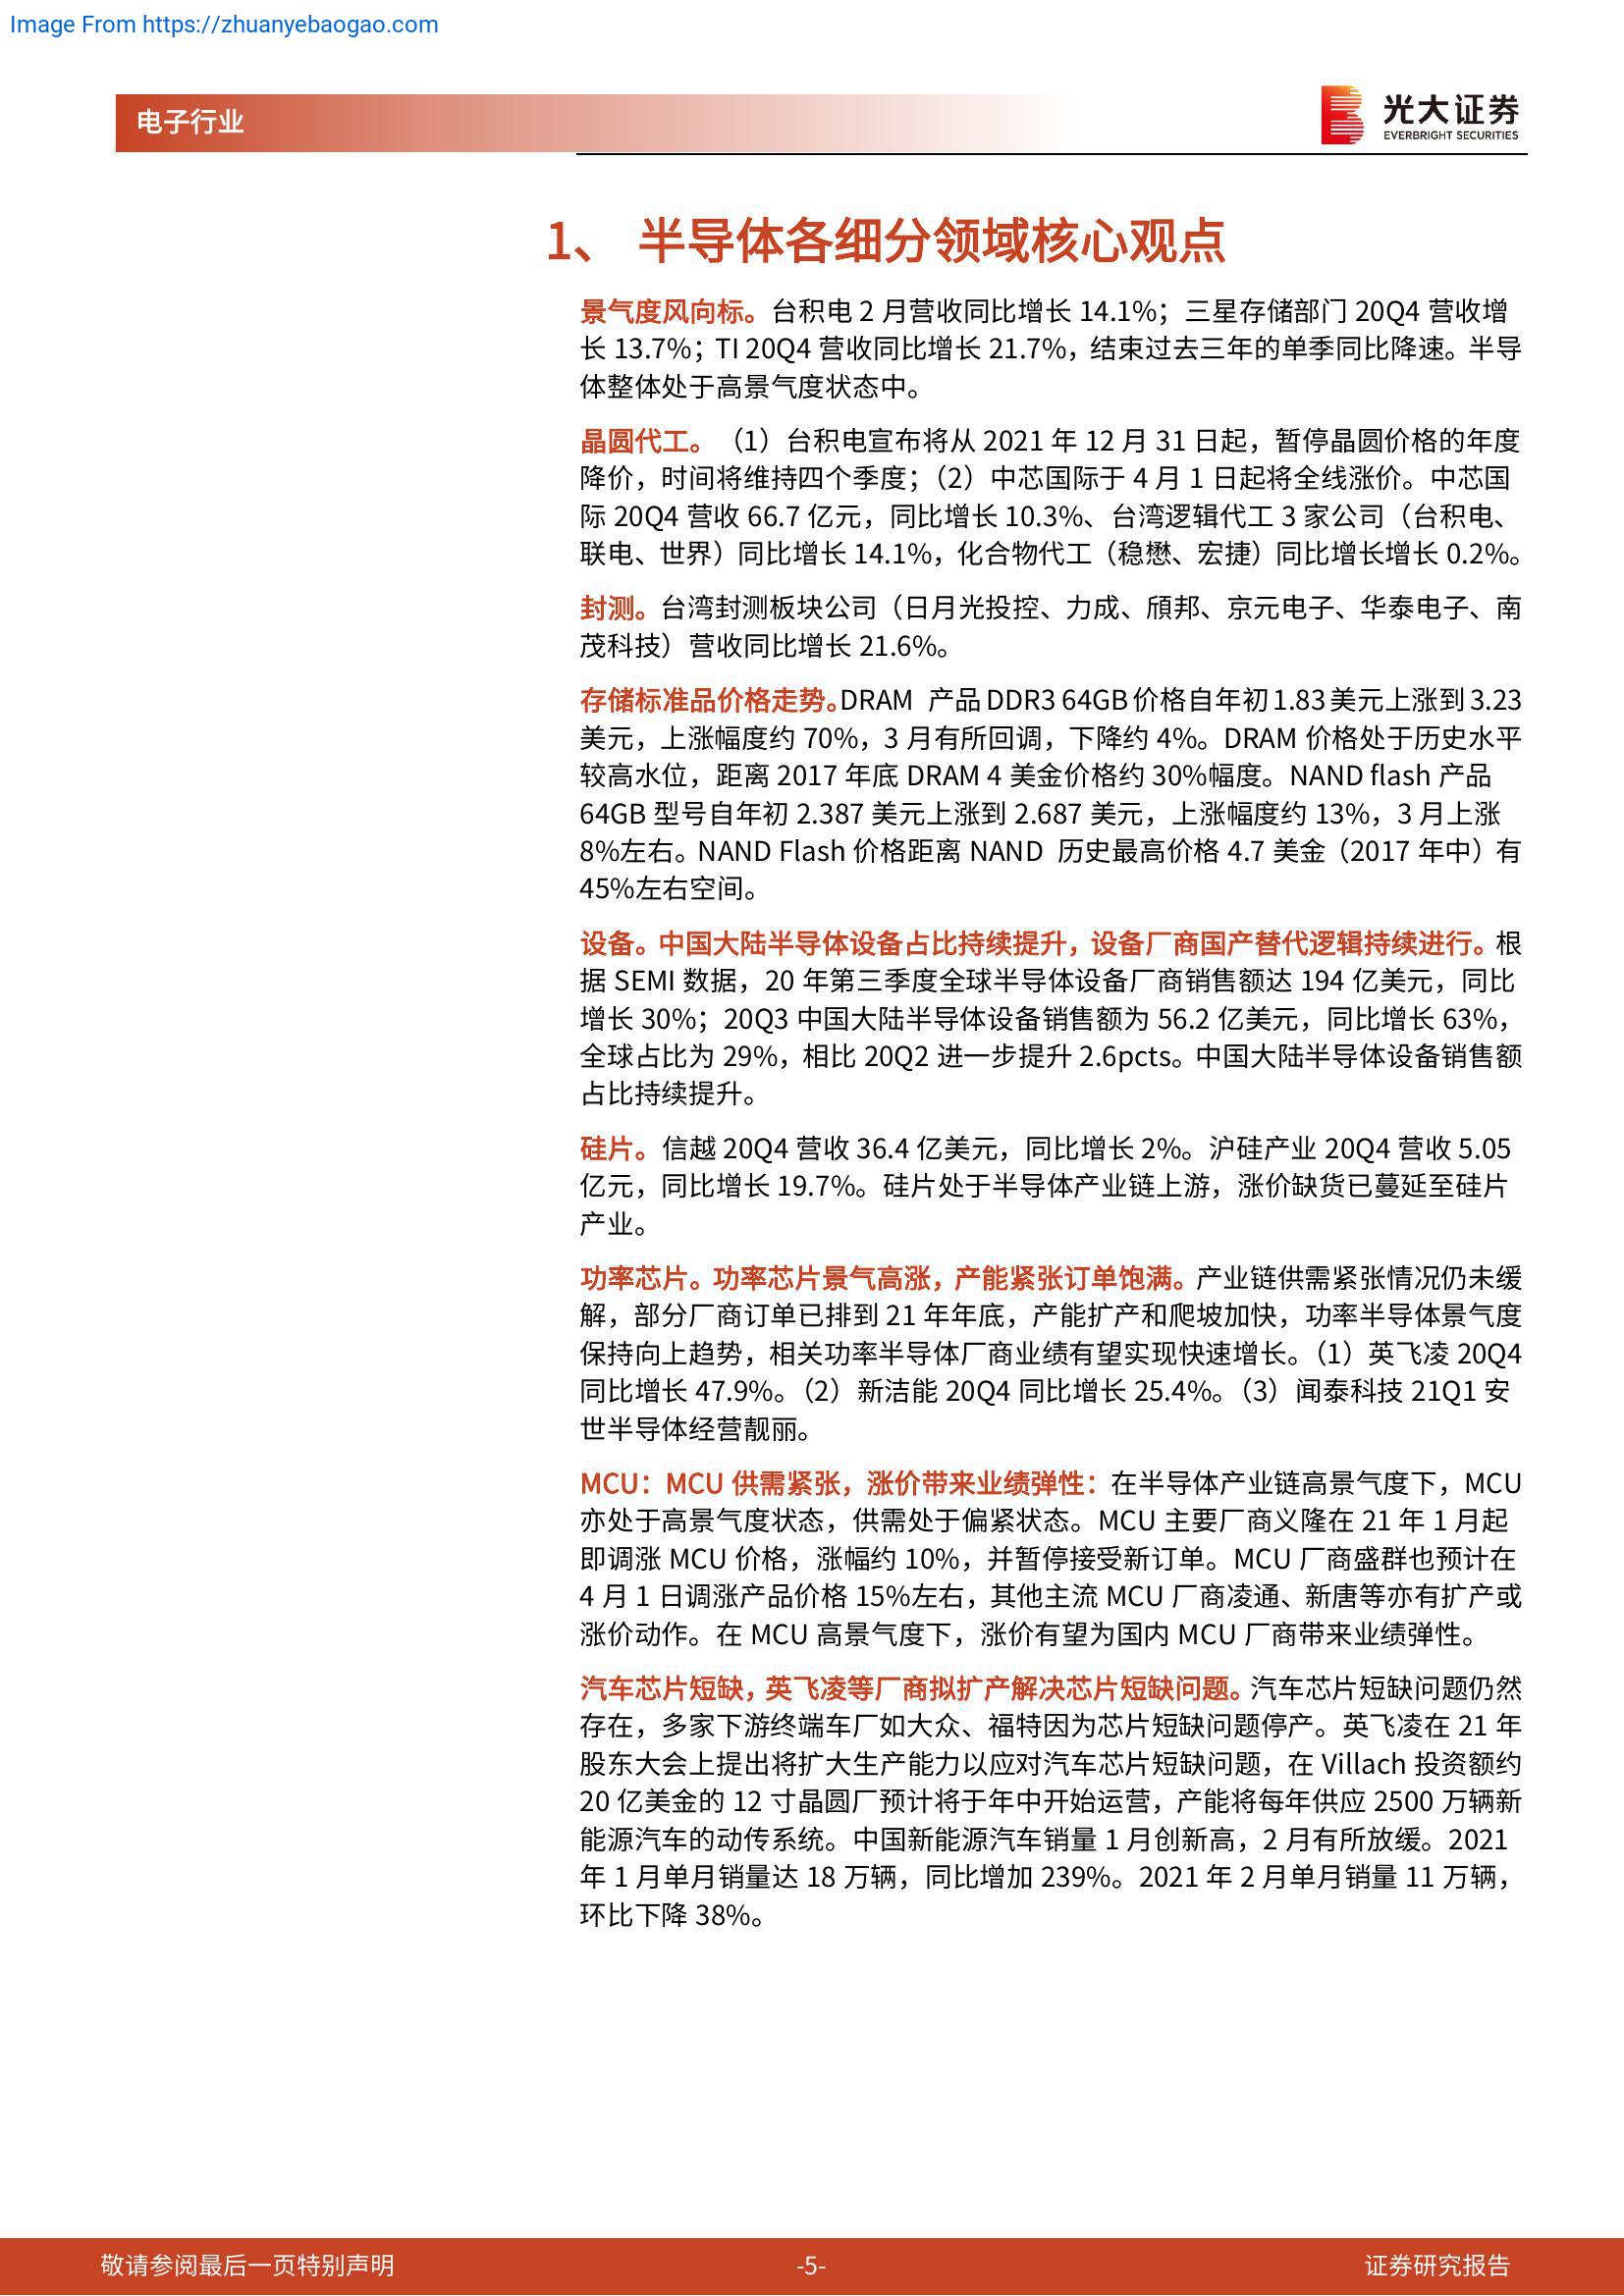 Image From https://zhuanyebaogao.com
电子行业
光大证券
EVERBRIGHT SECURITIES
1、 半导体各细分领域核心观点
景气度风向标。台积电 2 月营收同比增长 14.1%；三星存储部门 20Q4 营收增
长 13.7%；TI 20Q4 营收同比增长 21.7%，结束过去三年的单季同比降速。半导
体整体处于高景气度状态中。
晶圆代工。（1）台积电宣布将从 2021 年 12 月 31 日起，暂停晶圆价格的年度
降价，时间将维持四个季度；（2）中芯国际于 4 月 1 日起将全线涨价。中芯国
际 20Q4 营收 66.7 亿元，同比增长 10.3%、台湾逻辑代工 3 家公司（台积电、
联电、世界）同比增长 14.1%，化合物代工（稳懋、宏捷）同比增长增长 0.2%。
封测。台湾封测板块公司（日月光投控、力成、颀邦、京元电子、华泰电子、南
茂科技）营收同比增长 21.6%。
存储标准品价格走势。DRAM 产品 DDR3 64GB 价格自年初 1.83 美元上涨到 3.23
美元，上涨幅度约 70%，3 月有所回调，下降约 4%。DRAM 价格处于历史水平
较高水位，距离 2017 年底 DRAM 4 美金价格约 30%幅度。NAND flash 产品
64GB 型号自年初 2.387 美元上涨到 2.687 美元，上涨幅度约 13%，3 月上涨
8%左右。NAND Flash 价格距离 NAND 历史最高价格 4.7 美金（2017 年中）有
45%左右空间。
设备。中国大陆半导体设备占比持续提升，设备厂商国产替代逻辑持续进行。根
据 SEMI 数据，20 年第三季度全球半导体设备厂商销售额达 194 亿美元，同比
增长 30%；20Q3 中国大陆半导体设备销售额为 56.2 亿美元，同比增长 63%，
全球占比为 29%，相比 20Q2 进一步提升 2.6pcts。中国大陆半导体设备销售额
占比持续提升。
硅片。信越 20Q4 营收 36.4 亿美元，同比增长 2%。沪硅产业 20Q4 营收 5.05
亿元，同比增长 19.7%。硅片处于半导体产业链上游，涨价缺货已蔓延至硅片
产业。
功率芯片。功率芯片景气高涨，产能紧张订单饱满。产业链供需紧张情况仍未缓
解，部分厂商订单已排到 21 年年底，产能扩产和爬坡加快，功率半导体景气度
保持向上趋势，相关功率半导体厂商业绩有望实现快速增长。（1）英飞凌 20Q4
同比增长 47.9%。（2）新洁能 20Q4 同比增长 25.4%。（3）闻泰科技 21Q1 安
世半导体经营靓丽。
MCU：MCU 供需紧张，涨价带来业绩弹性：在半导体产业链高景气度下，MCU
亦处于高景气度状态，供需处于偏紧状态。MCU 主要厂商义隆在 21 年 1 月起
即调涨 MCU 价格，涨幅约 10%，并暂停接受新订单。MCU 厂商盛群也预计在
4 月 1 日调涨产品价格 15%左右，其他主流 MCU 厂商凌通、新唐等亦有扩产或
涨价动作。在 MCU 高景气度下，涨价有望为国内 MCU 厂商带来业绩弹性。
汽车芯片短缺，英飞凌等厂商拟扩产解决芯片短缺问题。汽车芯片短缺问题仍然
存在，多家下游终端车厂如大众、福特因为芯片短缺问题停产。英飞凌在 21 年
股东大会上提出将扩大生产能力以应对汽车芯片短缺问题，在 Villach 投资额约
20 亿美金的 12 寸晶圆厂预计将于年中开始运营，产能将每年供应 2500 万辆新
能源汽车的动传系统。中国新能源汽车销量 1 月创新高，2 月有所放缓。2021
年 1 月单月销量达 18 万辆，同比增加 239%。2021 年 2 月单月销量 11 万辆，
环比下降 38%。
敬请参阅最后一页特别声明
-5-
证券研究报告